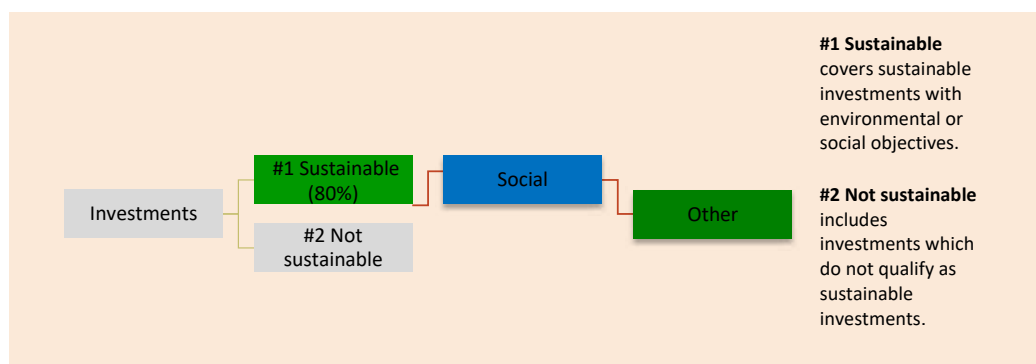 Investments
#1 Sustainable
(80%)
#2 Not
sustainable
Social
Other
#1 Sustainable
covers sustainable
investments with
environmental or
social objectives.
#2 Not sustainable
includes
investments which
do not qualify as
sustainable
investments.